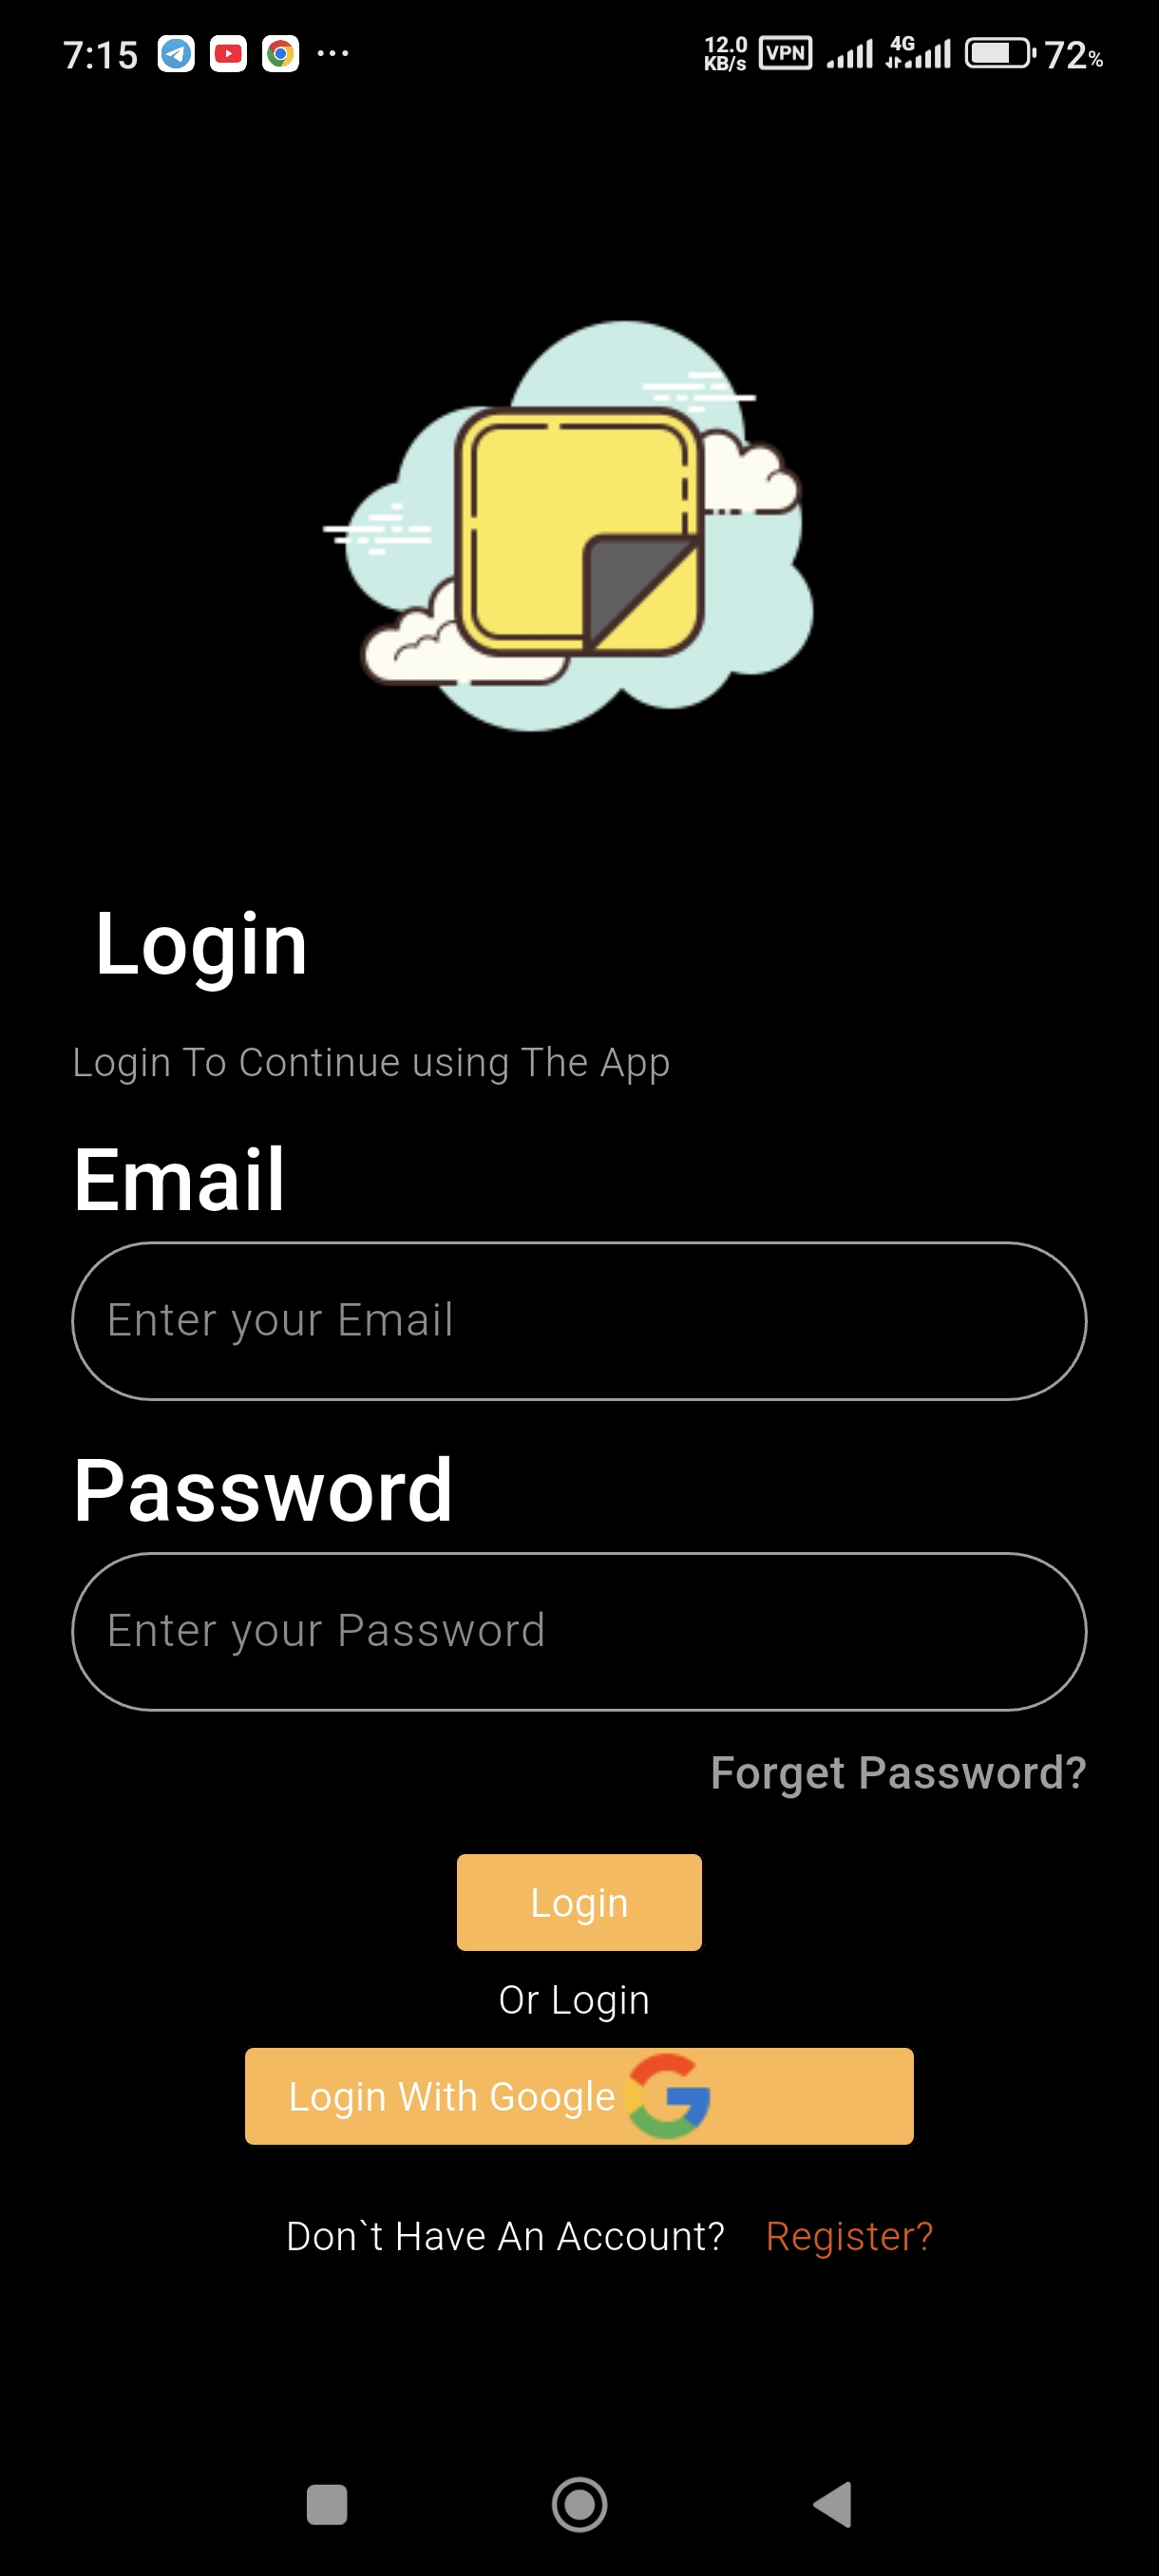 7:15 ... 12.0 KB/s VPN 4G 72%
Login
Login To Continue using The App
Email
Enter your Email
Password
Enter your Password
Forget Password?
Login
Or Login
Login With Google
Don`t Have An Account? Register?